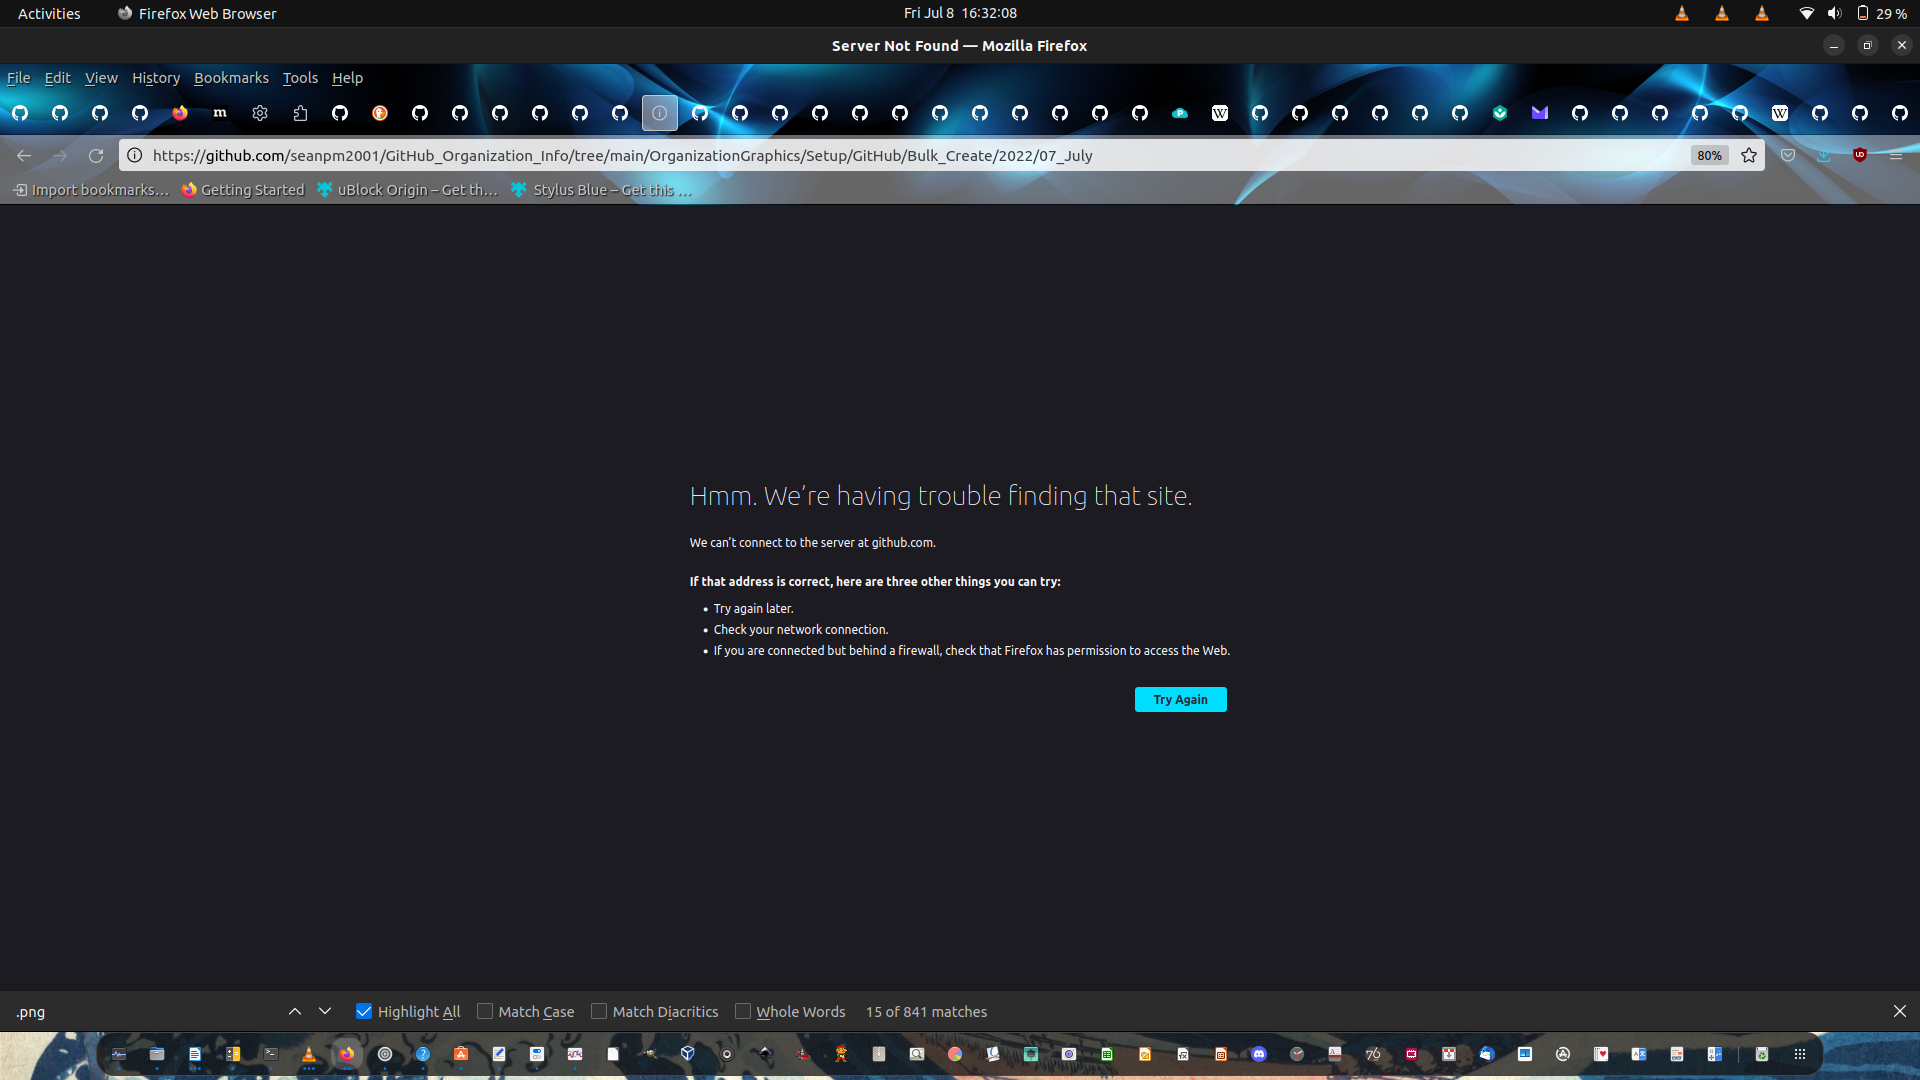 Activities Firefox Web Browser Fri Jul 8 16:32:08 29 %
Server Not Found — Mozilla Firefox
File Edit View History Bookmarks Tools Help
https://github.com/seanpm2001/GitHub_Organization_Info/tree/main/OrganizationGraphics/Setup/GitHub/Bulk_Create/2022/07_July 80%
Import bookmarks... Getting Started uBlock Origin – Get th... Stylus Blue – Get this ...
Hmm. We’re having trouble finding that site.
We can’t connect to the server at github.com.
If that address is correct, here are three other things you can try:
• Try again later.
• Check your network connection.
• If you are connected but behind a firewall, check that Firefox has permission to access the Web.
Try Again
.png Highlight All Match Case Match Diacritics Whole Words 15 of 841 matches